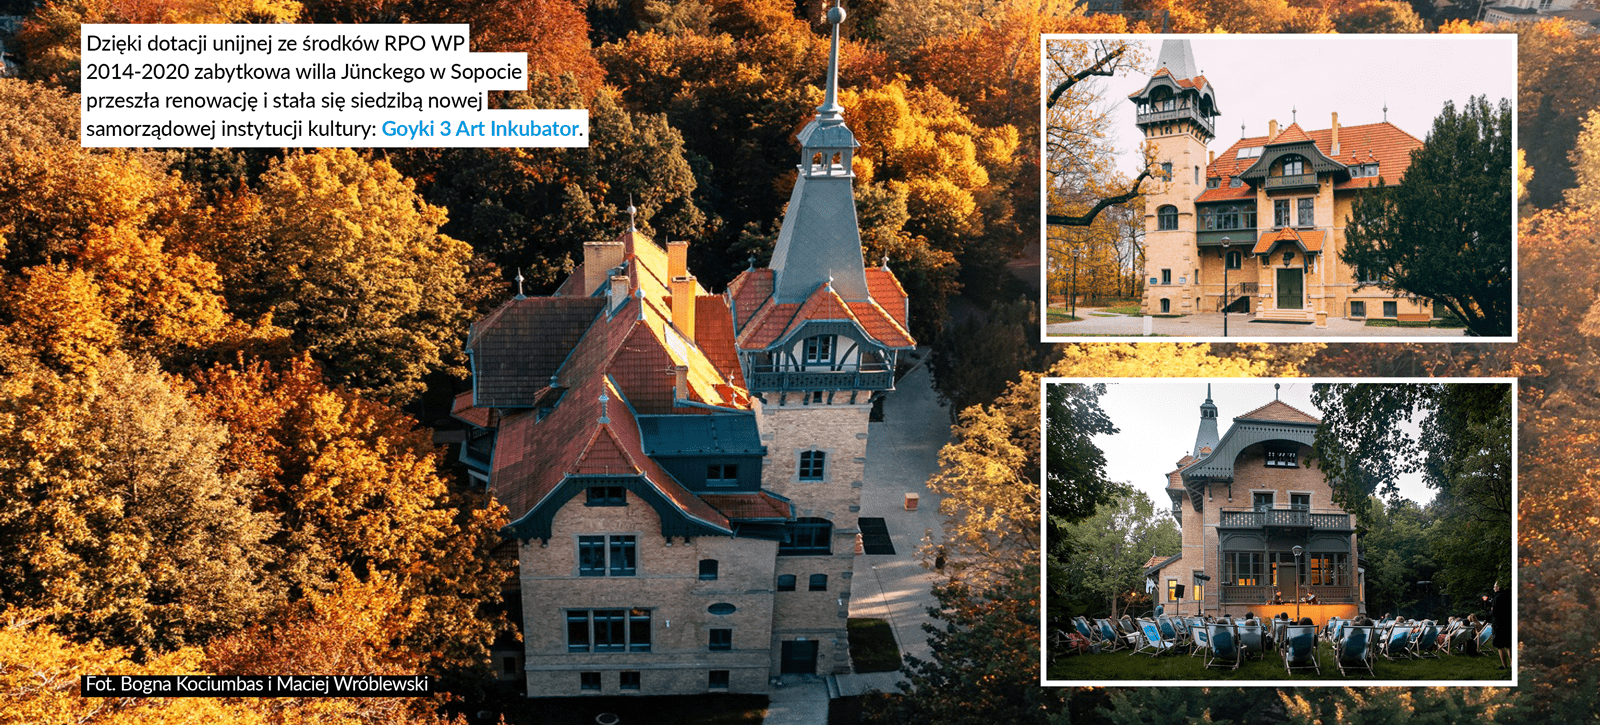 Dzięki dotacji unijnej ze środków RPO WP
2014-2020 zabytkowa willa Jünckego w Sopocie
przeszła renowację i stała się siedzibą nowej
samorządowej instytucji kultury: Goyki 3 Art Inkubator.
Fot. Bogna Kociumbas i Maciej Wróblewski